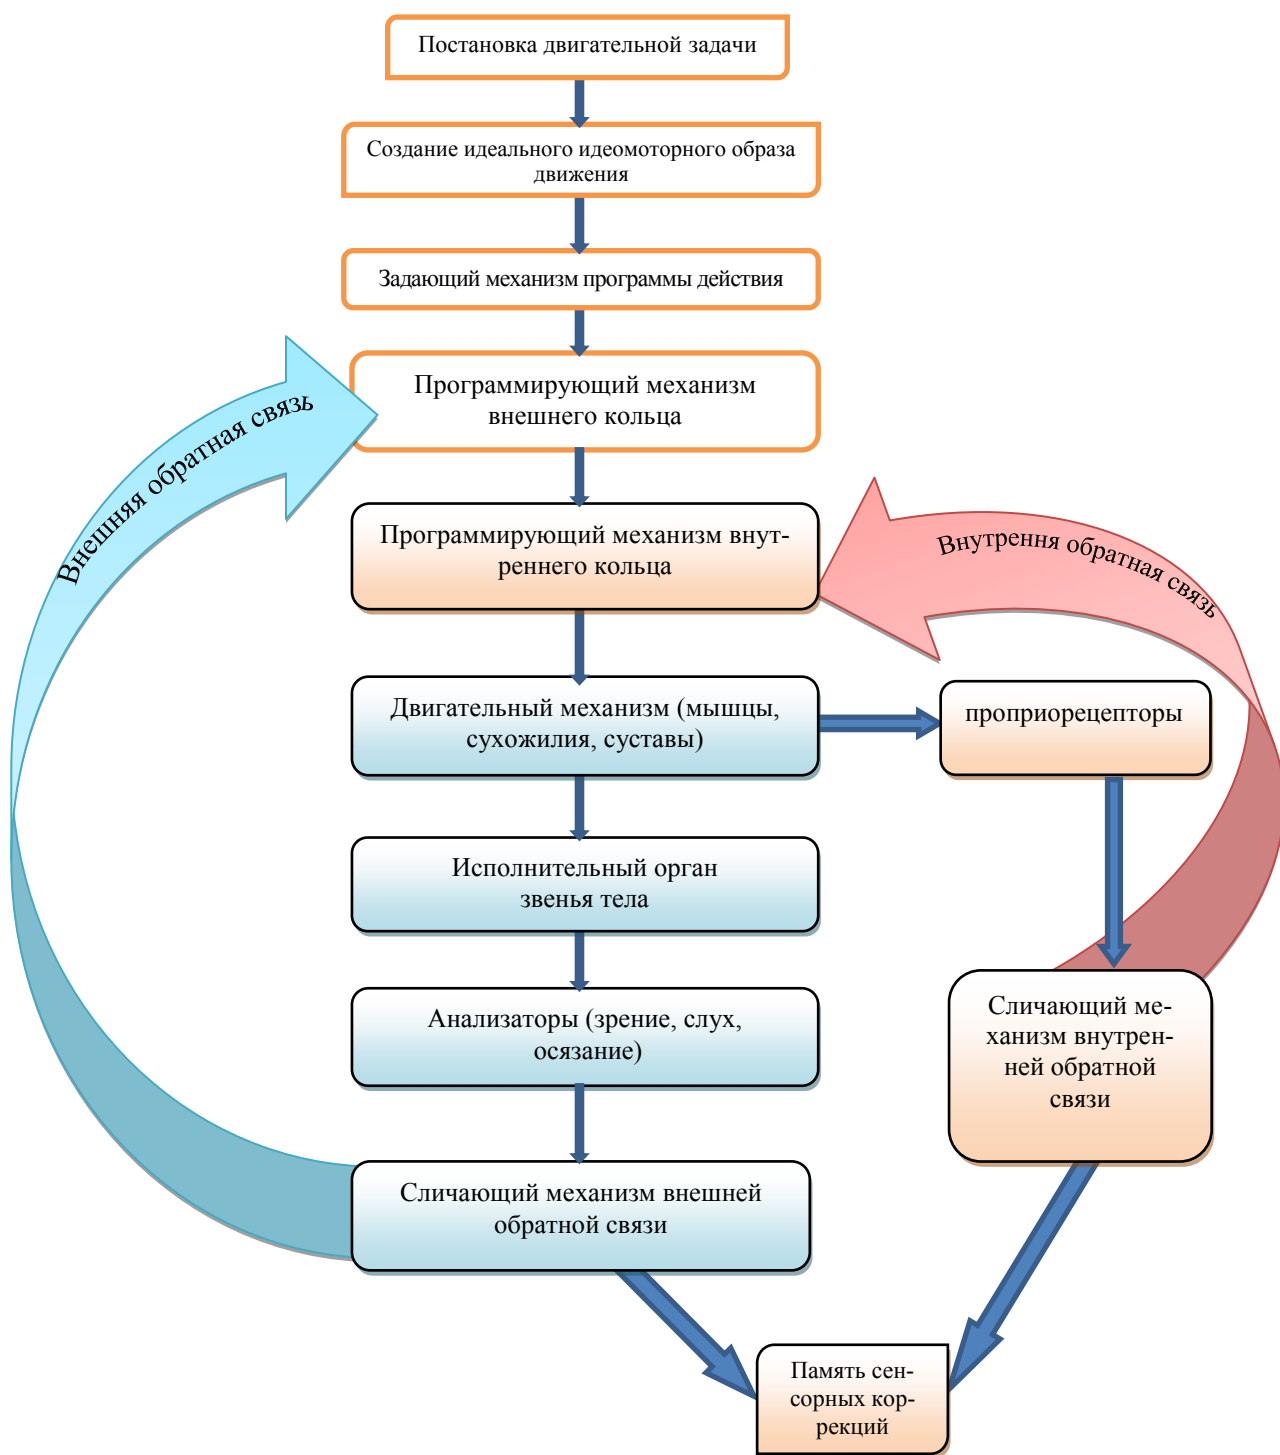 Постановка двигательной задачи
Создание идеального идеомоторного образа
движения
Задающий механизм программы действия
Программирующий механизм
внешнего кольца
Внешняя обратная связь
Программирующий механизм внут-
реннего кольца
Внутрення обратная связь
Двигательный механизм (мышцы,
сухожилия, суставы)
проприорецепторы
Исполнительный орган
звенья тела
Анализаторы (зрение, слух,
осязание)
Сличающий ме-
ханизм внутрен-
ней обратной
связи
Сличающий механизм внешней
обратной связи
Память сен-
сорных кор-
рекций